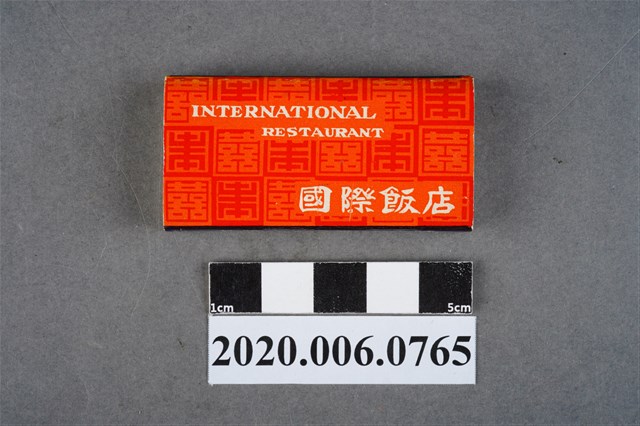 INTERNATIONAL
RESTAURANT
國際飯店
1cm 5cm
2020.006.0765